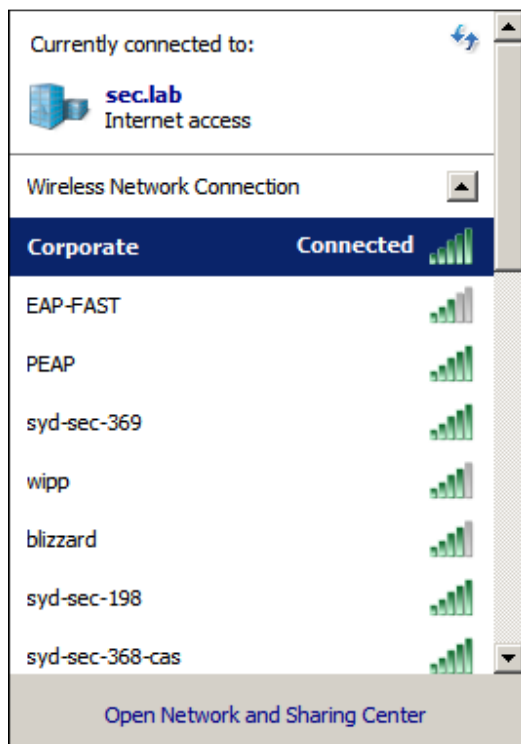 Currently connected to:
sec.lab
Internet access
Wireless Network Connection
Corporate Connected
EAP-FAST
PEAP
syd-sec-369
wipp
blizzard
syd-sec-198
syd-sec-368-cas
Open Network and Sharing Center